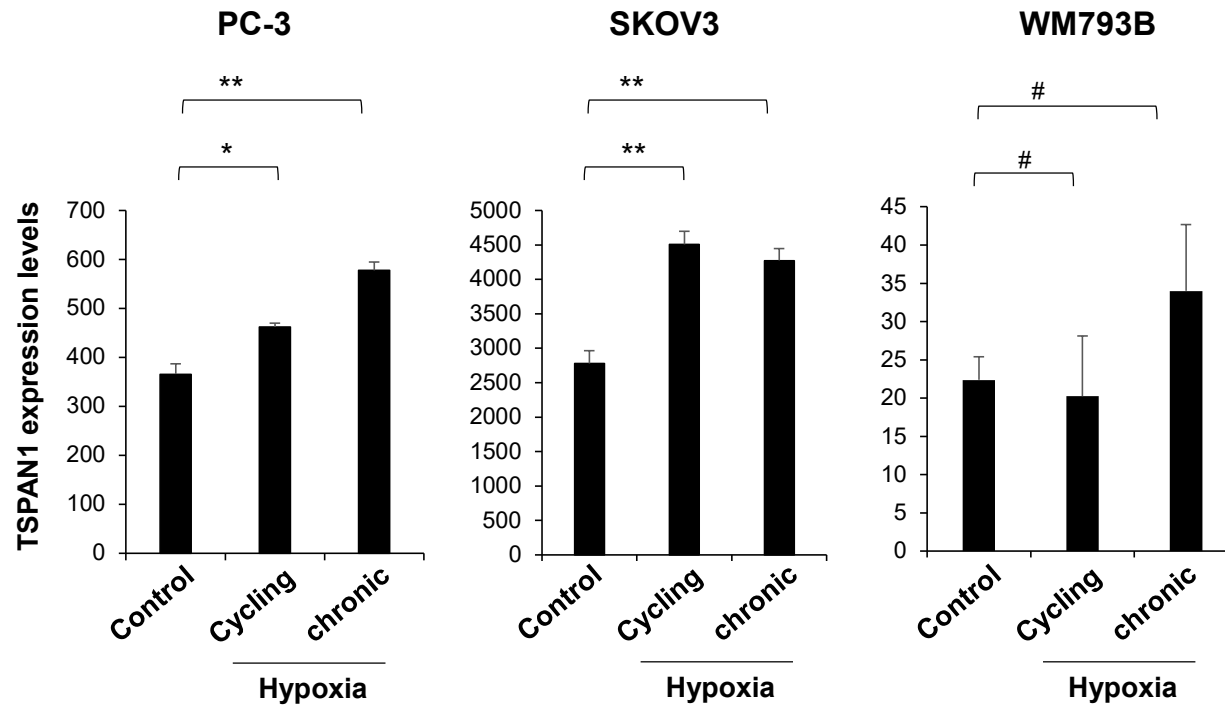 PC-3
SKOV3
WM793B
**
*
**
**
#
#
TSPAN1 expression levels
700
600
500
400
300
200
100
0
Control
Cycling
chronic
Hypoxia
5000
4500
4000
3500
3000
2500
2000
1500
1000
500
0
Control
Cycling
chronic
Hypoxia
45
40
35
30
25
20
15
10
5
0
Control
Cycling
chronic
Hypoxia